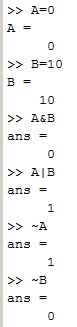 >> A=0
A =
0
>> B=10
B =
10
>> A&B
ans =
0
>> A|B
ans =
1
>> ~A
ans =
1
>> ~B
ans =
0